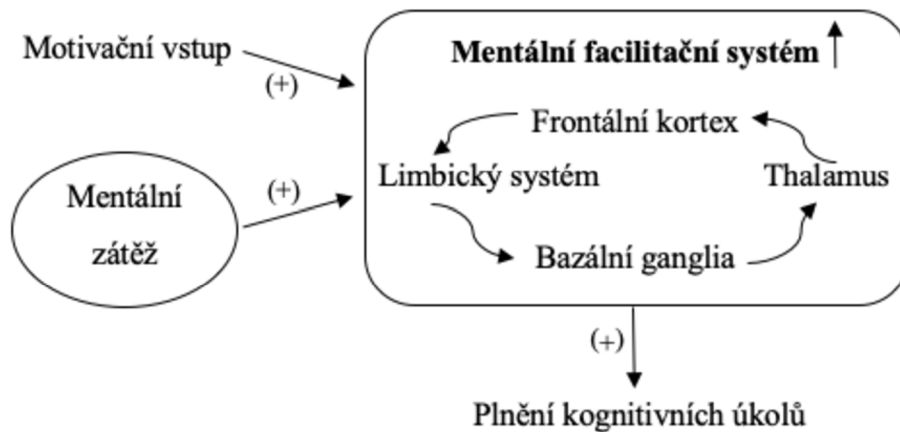 Motivační vstup
(+)
Mentální facilitační systém
Frontální kortex
Limbický systém
Thalamus
Bazální ganglia
Mentální
zátěž
(+)
(+)
Plnění kognitivních úkolů